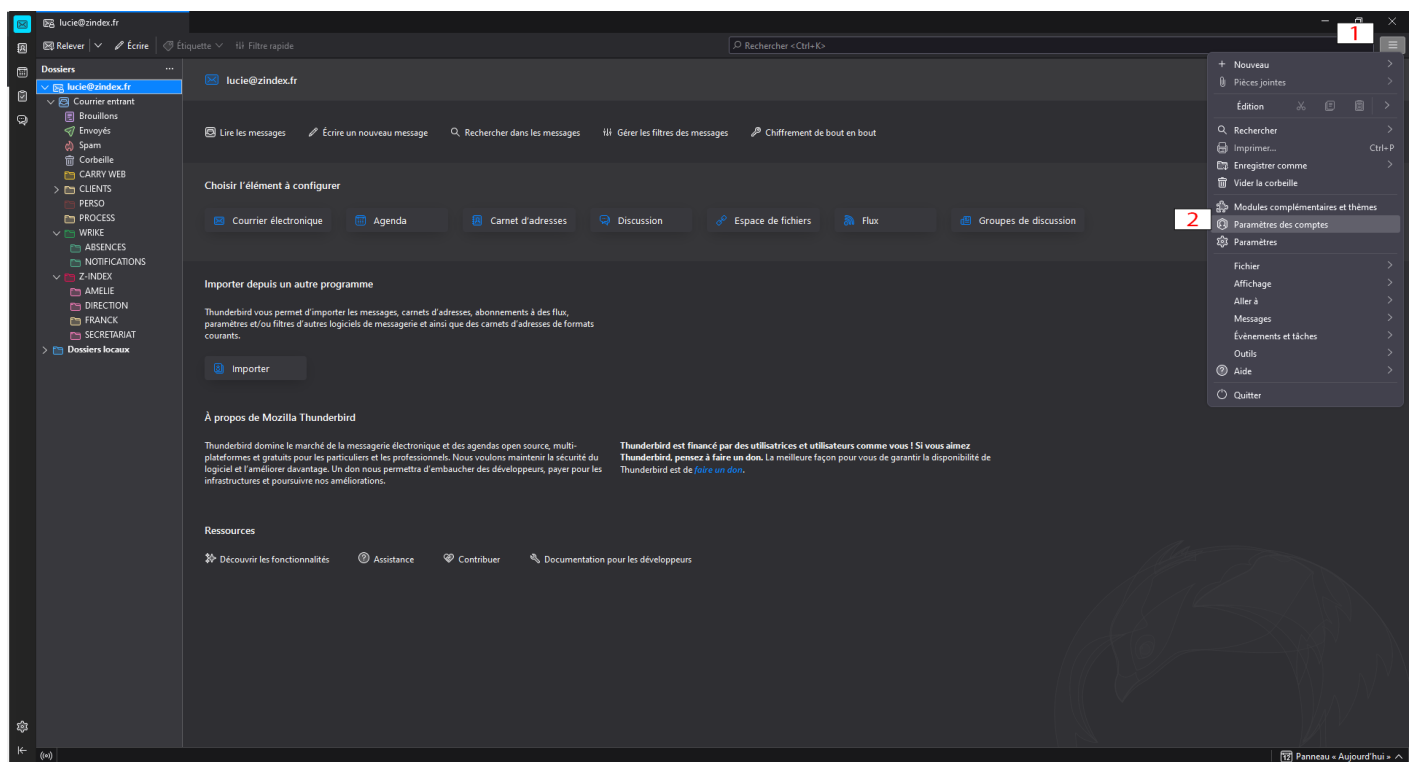 lucie@zindex.fr
1
Relever
Écrire
Étiquette
Filtre rapide
Rechercher <Ctrl+K>
Dossiers
lucie@zindex.fr
Courrier entrant
Brouillons
Envoyés
Spam
Corbeille
CARRY WEB
CLIENTS
PERSO
PROCESS
WRIKE
ABSENCES
NOTIFICATIONS
Z-INDEX
AMELIE
DIRECTION
FRANCK
SECRETARIAT
Dossiers locaux
lucie@zindex.fr
Lire les messages
Écrire un nouveau message
Rechercher dans les messages
Gérer les filtres des messages
Chiffrement de bout en bout
Choisir l'élément à configurer
Courrier électronique
Agenda
Carnet d'adresses
Discussion
Espace de fichiers
Flux
Groupes de discussion
Importer depuis un autre programme
Thunderbird vous permet d'importer les messages, carnets d'adresses, abonnements à des flux,
paramètres et/ou filtres d'autres logiciels de messagerie et ainsi que des carnets d'adresses de formats
courants.
Importer
À propos de Mozilla Thunderbird
Thunderbird domine le marché de la messagerie électronique et des agendas open source, multi-
plateformes et gratuits pour les particuliers et les professionnels. Nous voulons maintenir la sécurité du
logiciel et l'améliorer davantage. Un don nous permettra d'embaucher des développeurs, payer pour les
infrastructures et poursuivre nos améliorations.
Thunderbird est financé par des utilisatrices et utilisateurs comme vous ! Si vous aimez
Thunderbird, pensez à faire un don. La meilleure façon pour vous de garantir la disponibilité de
Thunderbird est de faire un don.
Ressources
Découvrir les fonctionnalités
Assistance
Contribuer
Documentation pour les développeurs
Nouveau
Pièces jointes
Édition
Rechercher
Imprimer... Ctrl+P
Enregistrer comme
Vider la corbeille
Modules complémentaires et thèmes
2
Paramètres des comptes
Paramètres
Fichier
Affichage
Aller à
Messages
Évènements et tâches
Outils
Aide
Quitter
12
Panneau « Aujourd'hui »